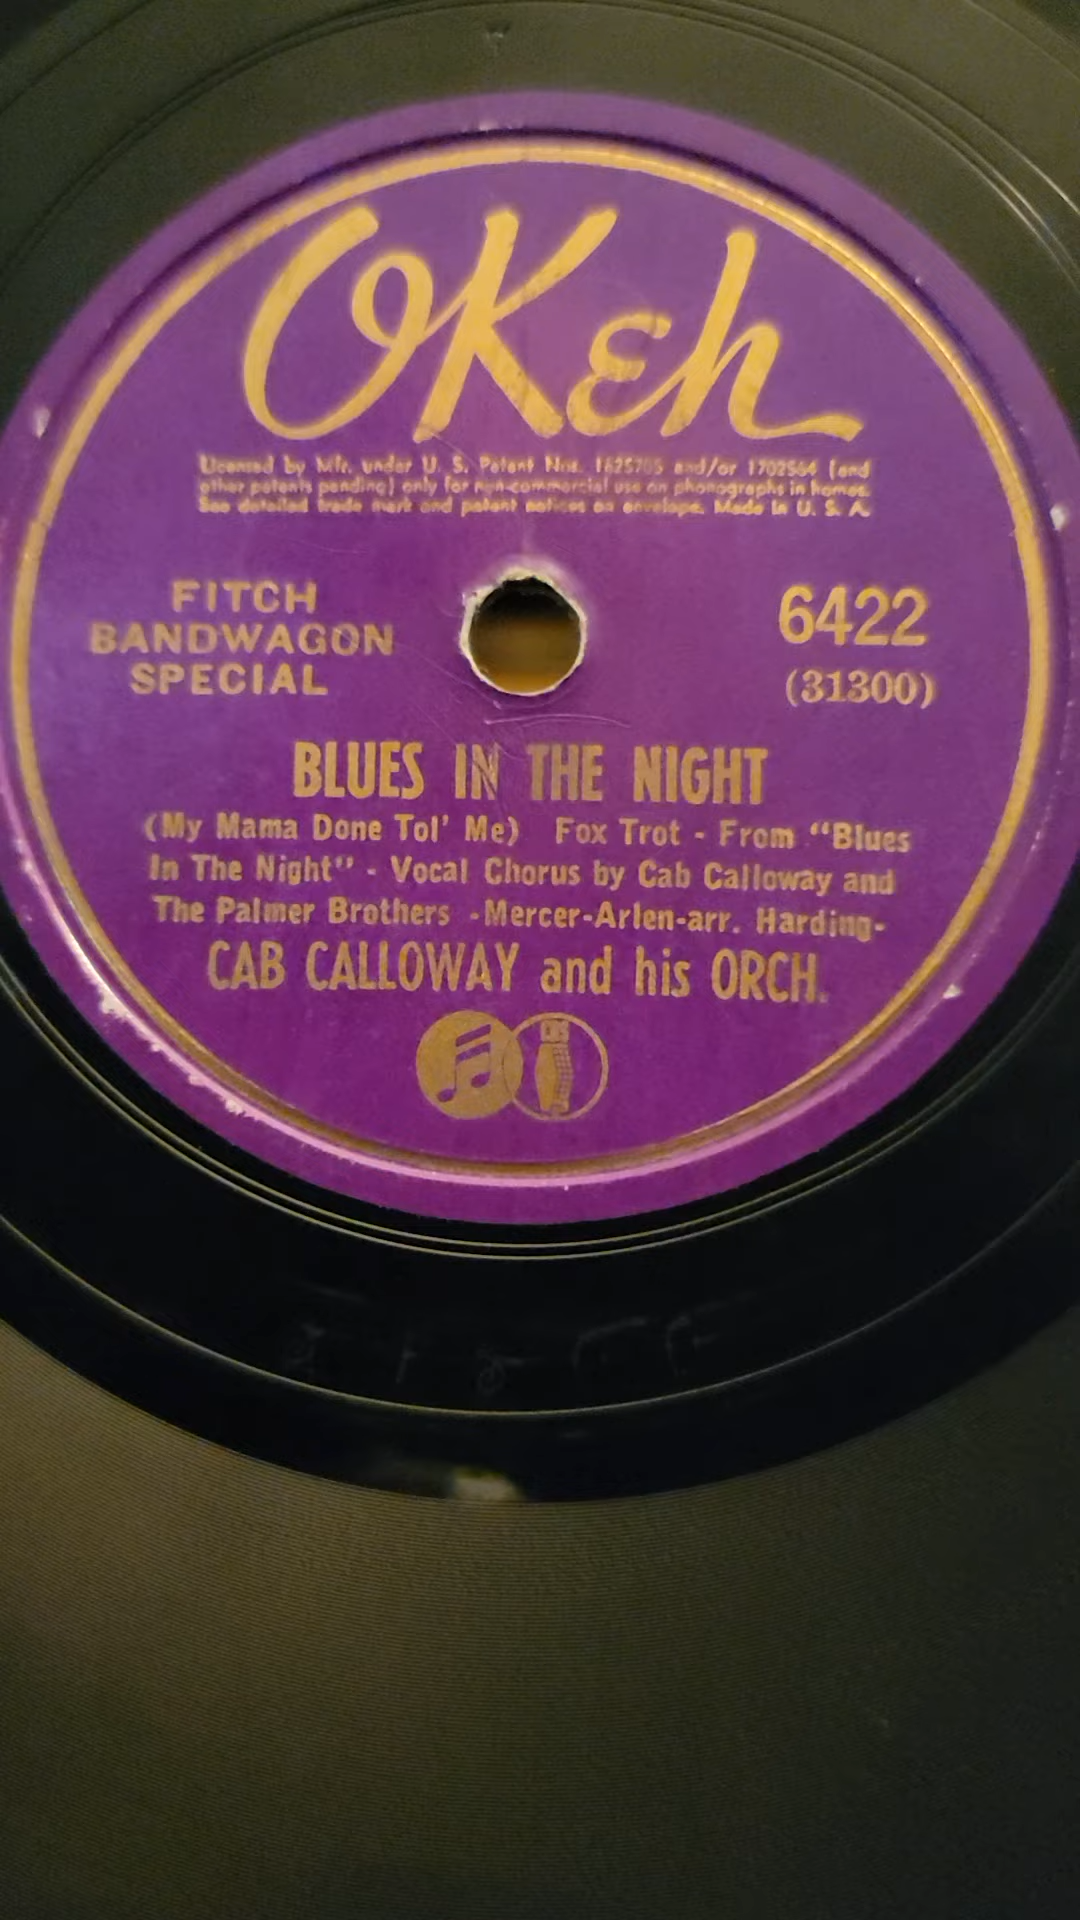 OKeh
Licensed by Mfr. under U. S. Patent Nos. 1625705 and/or 1702564 (and
other patents pending) only for non-commercial use on phonographs in homes.
See detailed trade mark and patent notices on envelope. Made in U. S. A.
FITCH
BANDWAGON
SPECIAL
6422
(31300)
BLUES IN THE NIGHT
(My Mama Done Tol' Me) Fox Trot - From "Blues
In The Night" - Vocal Chorus by Cab Calloway and
The Palmer Brothers -Mercer-Arlen-arr. Harding-
CAB CALLOWAY and his ORCH.
CBS